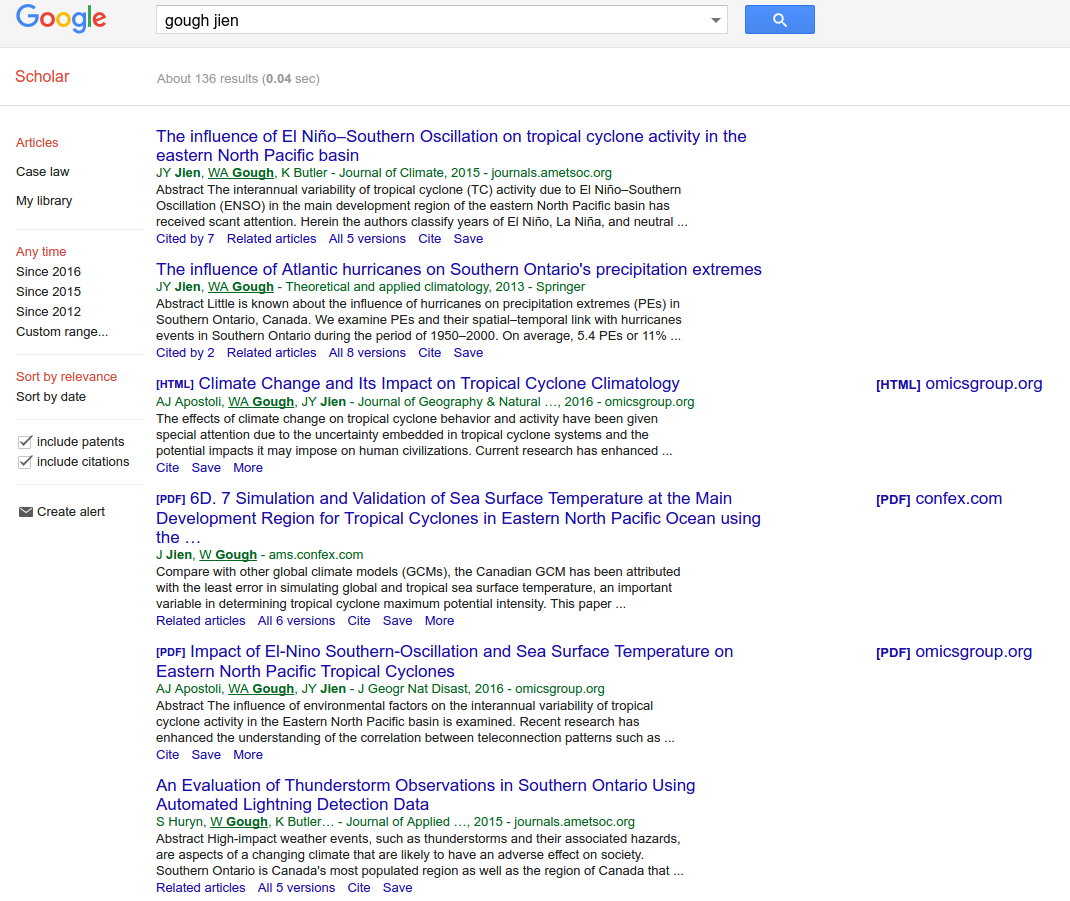 Google
gough jien
Scholar
About 136 results (0.04 sec)
Articles
Case law
My library
Any time
Since 2016
Since 2015
Since 2012
Custom range...
Sort by relevance
Sort by date
include patents
include citations
Create alert
The influence of El Niño–Southern Oscillation on tropical cyclone activity in the
eastern North Pacific basin
JY Jien, WA Gough, K Butler - Journal of Climate, 2015 - journals.ametsoc.org
Abstract The interannual variability of tropical cyclone (TC) activity due to El Niño–Southern
Oscillation (ENSO) in the main development region of the eastern North Pacific basin has
received scant attention. Herein the authors classify years of El Niño, La Niña, and neutral ...
Cited by 7 Related articles All 5 versions Cite Save
The influence of Atlantic hurricanes on Southern Ontario's precipitation extremes
JY Jien, WA Gough - Theoretical and applied climatology, 2013 - Springer
Abstract Little is known about the influence of hurricanes on precipitation extremes (PEs) in
Southern Ontario, Canada. We examine PEs and their spatial–temporal link with hurricanes
events in Southern Ontario during the period of 1950–2000. On average, 5.4 PEs or 11% ...
Cited by 2 Related articles All 8 versions Cite Save
[HTML] Climate Change and Its Impact on Tropical Cyclone Climatology
[HTML] omicsgroup.org
AJ Apostoli, WA Gough, JY Jien - Journal of Geography & Natural …, 2016 - omicsgroup.org
The effects of climate change on tropical cyclone behavior and activity have been given
special attention due to the uncertainty embedded in tropical cyclone systems and the
potential impacts it may impose on human civilizations. Current research has enhanced ...
Cite Save More
[PDF] 6D. 7 Simulation and Validation of Sea Surface Temperature at the Main
[PDF] confex.com
Development Region for Tropical Cyclones in Eastern North Pacific Ocean using
the …
J Jien, W Gough - ams.confex.com
Compare with other global climate models (GCMs), the Canadian GCM has been attributed
with the least error in simulating global and tropical sea surface temperature, an important
variable in determining tropical cyclone maximum potential intensity. This paper ...
Related articles All 6 versions Cite Save More
[PDF] Impact of El-Nino Southern-Oscillation and Sea Surface Temperature on
[PDF] omicsgroup.org
Eastern North Pacific Tropical Cyclones
AJ Apostoli, WA Gough, JY Jien - J Geogr Nat Disast, 2016 - omicsgroup.org
Abstract The influence of environmental factors on the interannual variability of tropical
cyclone activity in the Eastern North Pacific basin is examined. Recent research has
enhanced the understanding of the correlation between teleconnection patterns such as ...
Cite Save More
An Evaluation of Thunderstorm Observations in Southern Ontario Using
Automated Lightning Detection Data
S Huryn, W Gough, K Butler… - Journal of Applied …, 2015 - journals.ametsoc.org
Abstract High-impact weather events, such as thunderstorms and their associated hazards,
are aspects of a changing climate that are likely to have an adverse effect on society.
Southern Ontario is Canada's most populated region as well as the region of Canada that ...
Related articles All 5 versions Cite Save